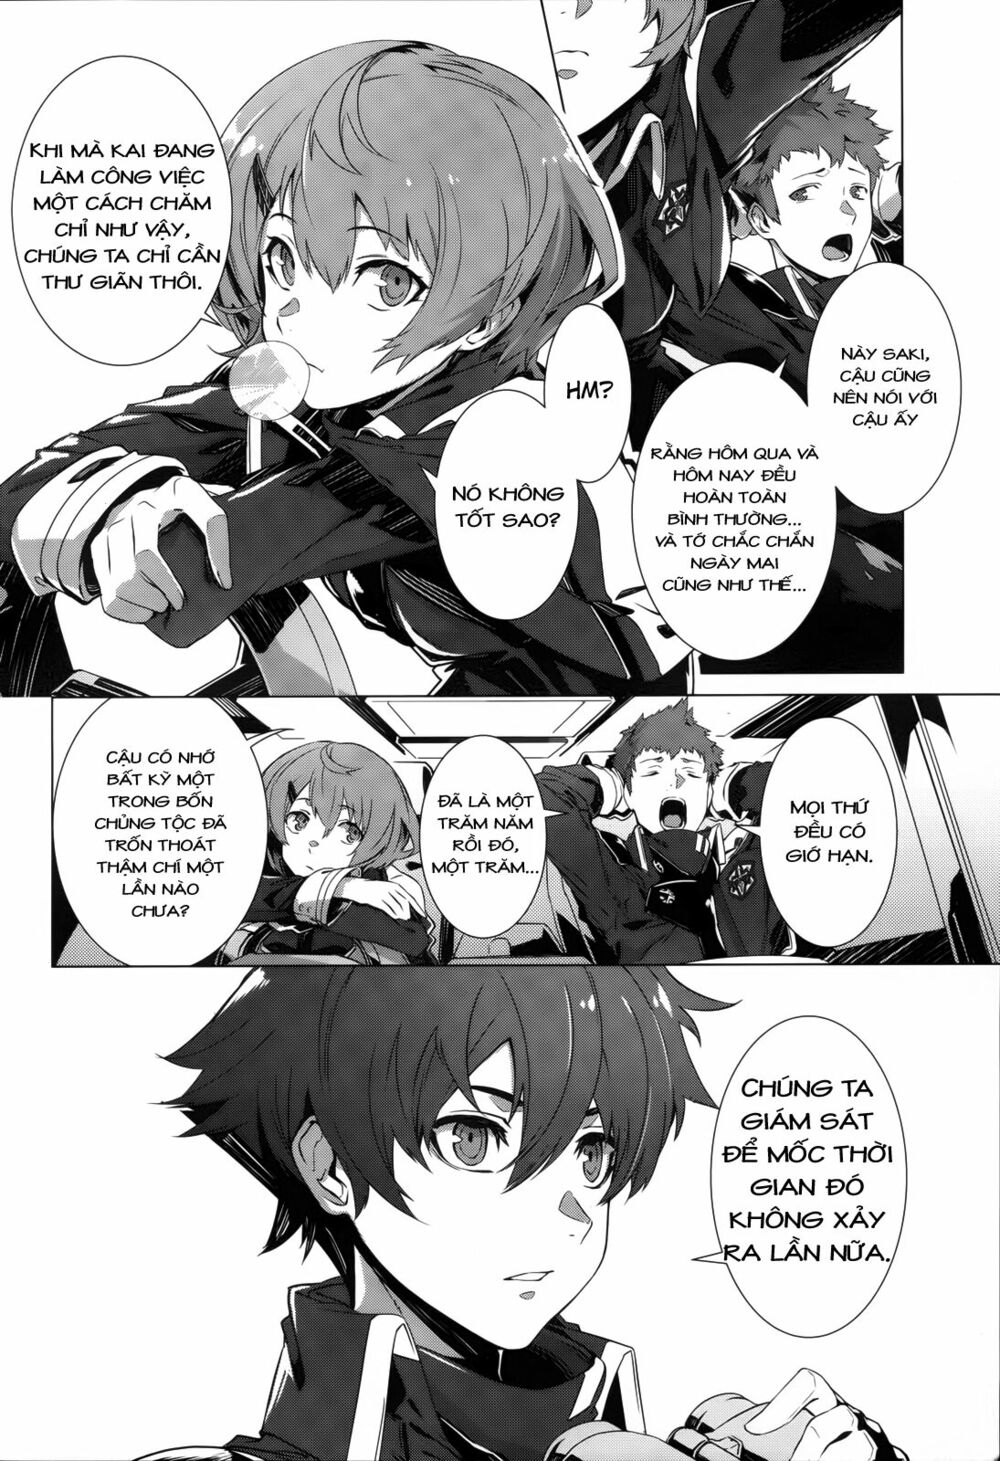 NÀY SAKI,
CẬU CŨNG
NÊN NÓI VỚI
CẬU ẤY
RẰNG HÔM QUA VÀ
HÔM NAY ĐỀU
HOÀN TOÀN
BÌNH THƯỜNG...
VÀ TỚ CHẮC CHẮN
NGÀY MAI
CŨNG NHƯ THẾ...
HM?
NÓ KHÔNG
TỐT SAO?
KHI MÀ KAI ĐANG
LÀM CÔNG VIỆC
MỘT CÁCH CHĂM
CHỈ NHƯ VẬY,
CHÚNG TA CHỈ CẦN
THƯ GIÃN THÔI.
MỌI THỨ
ĐỀU CÓ
GIỚ HẠN.
ĐÃ LÀ MỘT
TRĂM NĂM
RỒI ĐÓ,
MỘT TRĂM...
CẬU CÓ NHỚ
BẤT KỲ MỘT
TRONG BỐN
CHỦNG TỘC ĐÃ
TRỐN THOÁT
THẬM CHÍ MỘT
LẦN NÀO
CHƯA?
CHÚNG TA
GIÁM SÁT
ĐỂ MỐC THỜI
GIAN ĐÓ
KHÔNG XẢY
RA LẦN NỮA.